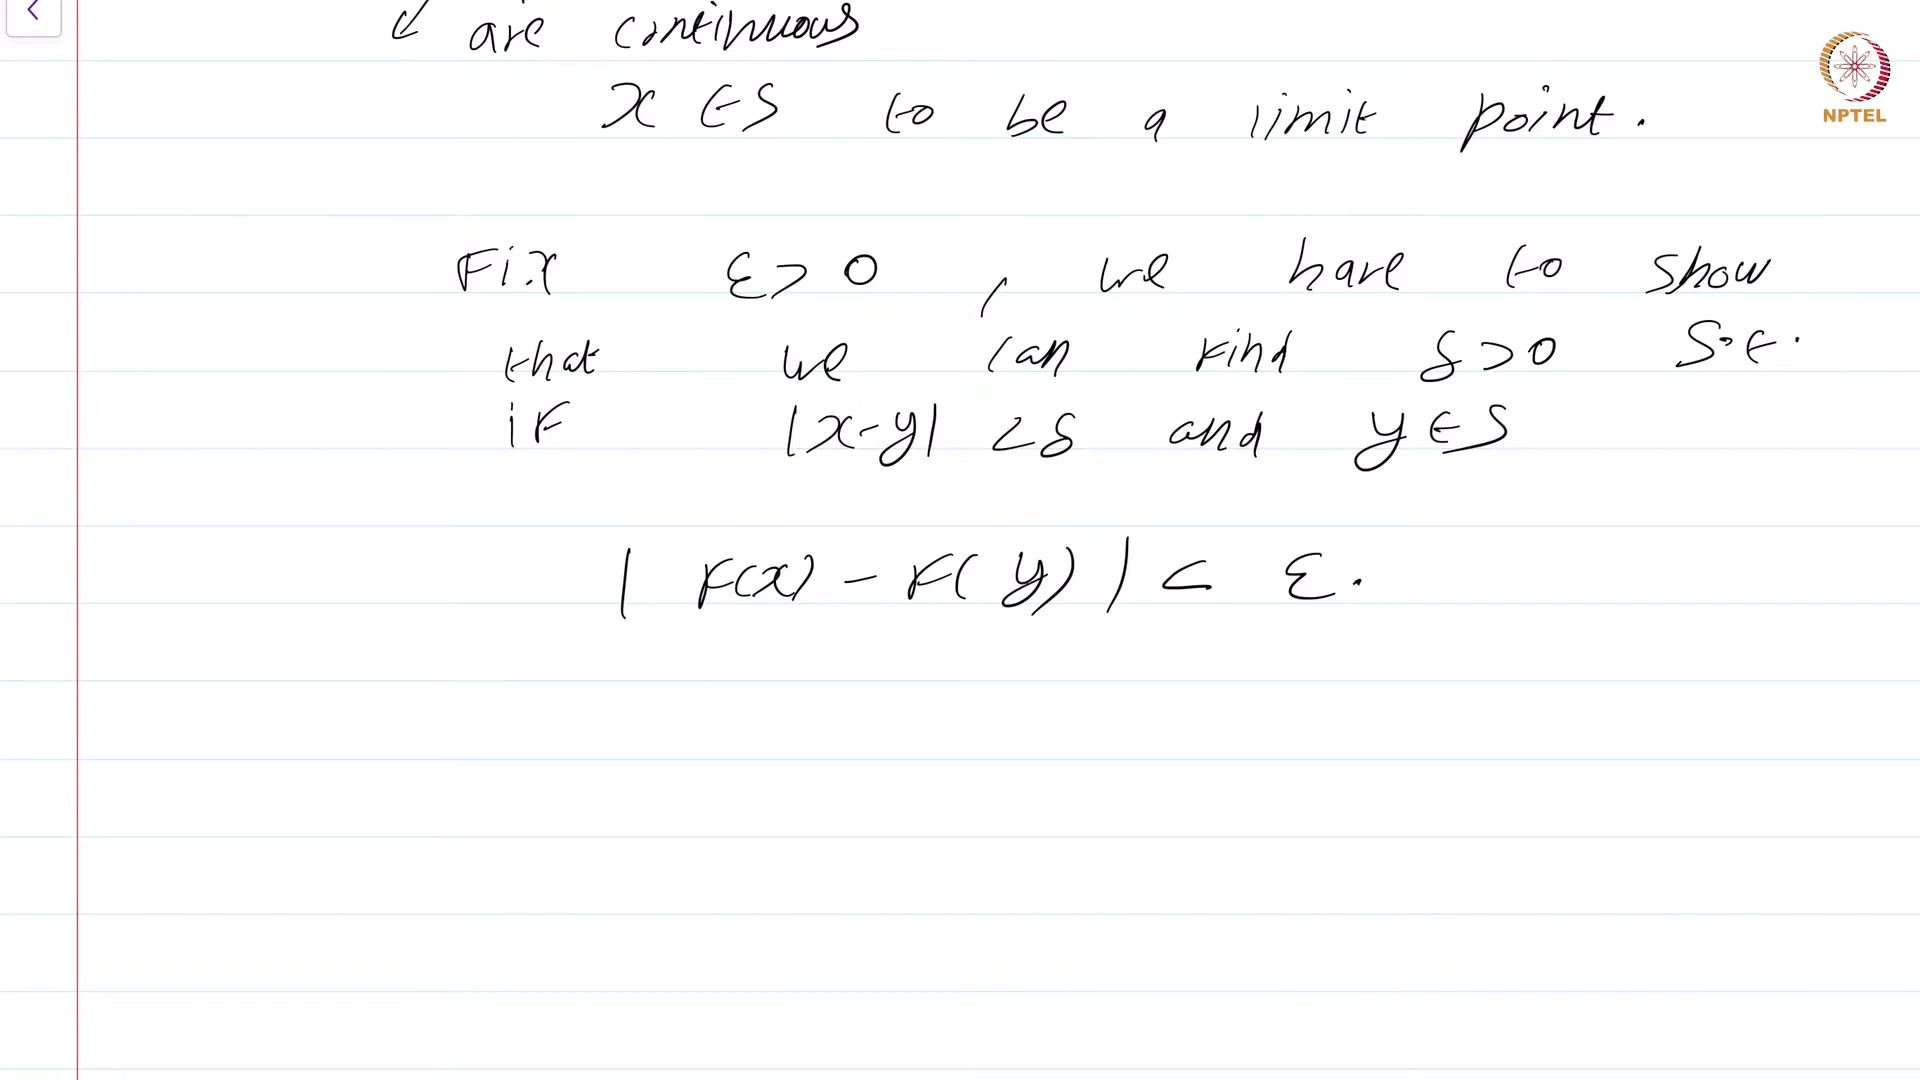 are continuous
x ∈ S to be a limit point.
NPTEL
Fix ε > 0, we have to show
that we can find δ > 0 s.t.
if |x-y| < δ and y ∈ S
| F(x) - F(y) | < ε.